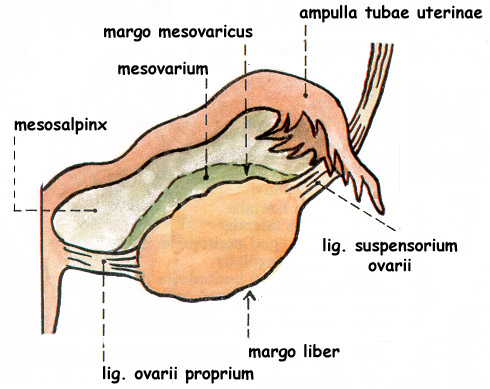 ampulla tubae uterinae
margo mesovaricus
mesovarium
mesosalpinx
lig. suspensorium
ovarii
margo liber
lig. ovarii proprium